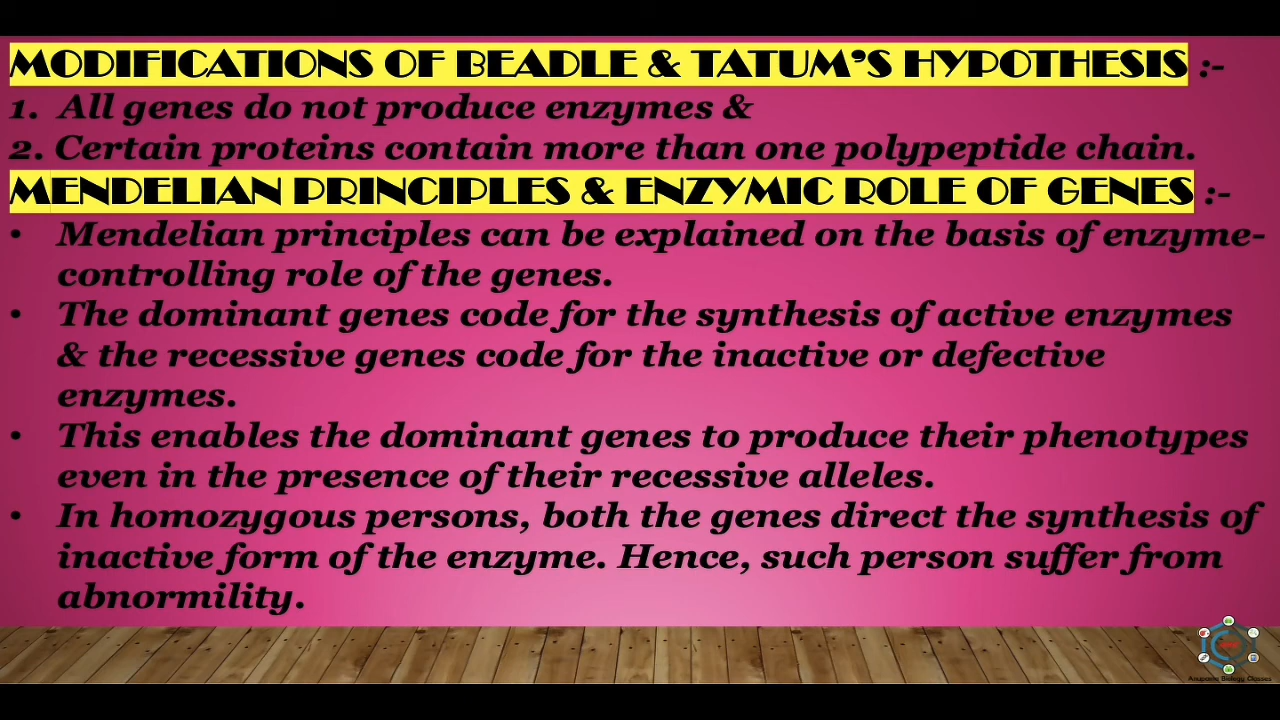 MODIFICATIONS OF BEADLE & TATUM'S HYPOTHESIS :-
1. All genes do not produce enzymes &
2. Certain proteins contain more than one polypeptide chain.
MENDELIAN PRINCIPLES & ENZYMIC ROLE OF GENES :-
• Mendelian principles can be explained on the basis of enzyme-
controlling role of the genes.
• The dominant genes code for the synthesis of active enzymes
& the recessive genes code for the inactive or defective
enzymes.
• This enables the dominant genes to produce their phenotypes
even in the presence of their recessive alleles.
• In homozygous persons, both the genes direct the synthesis of
inactive form of the enzyme. Hence, such person suffer from
abnormility.
Anupama Biology Classes